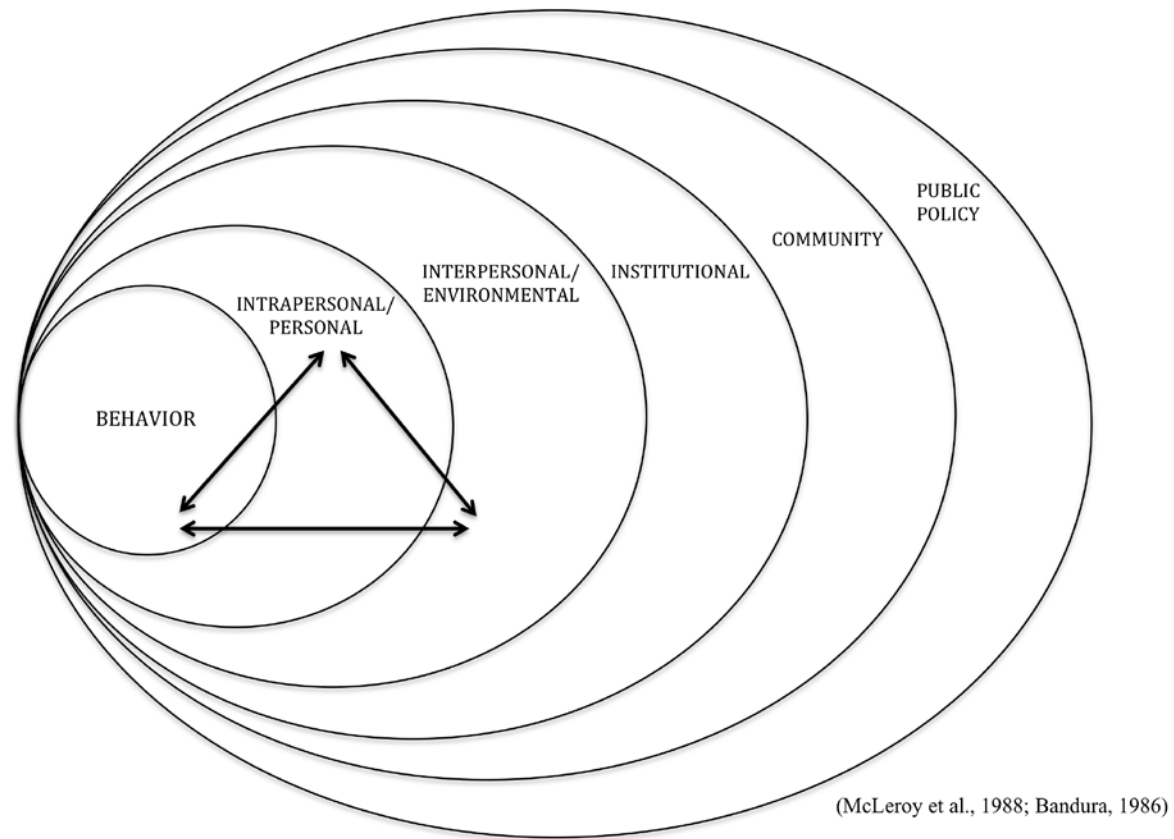 PUBLIC
POLICY
COMMUNITY
INTERPERSONAL/
ENVIRONMENTAL
INSTITUTIONAL
INTRAPERSONAL/
PERSONAL
BEHAVIOR
(McLeroy et al., 1988; Bandura, 1986)